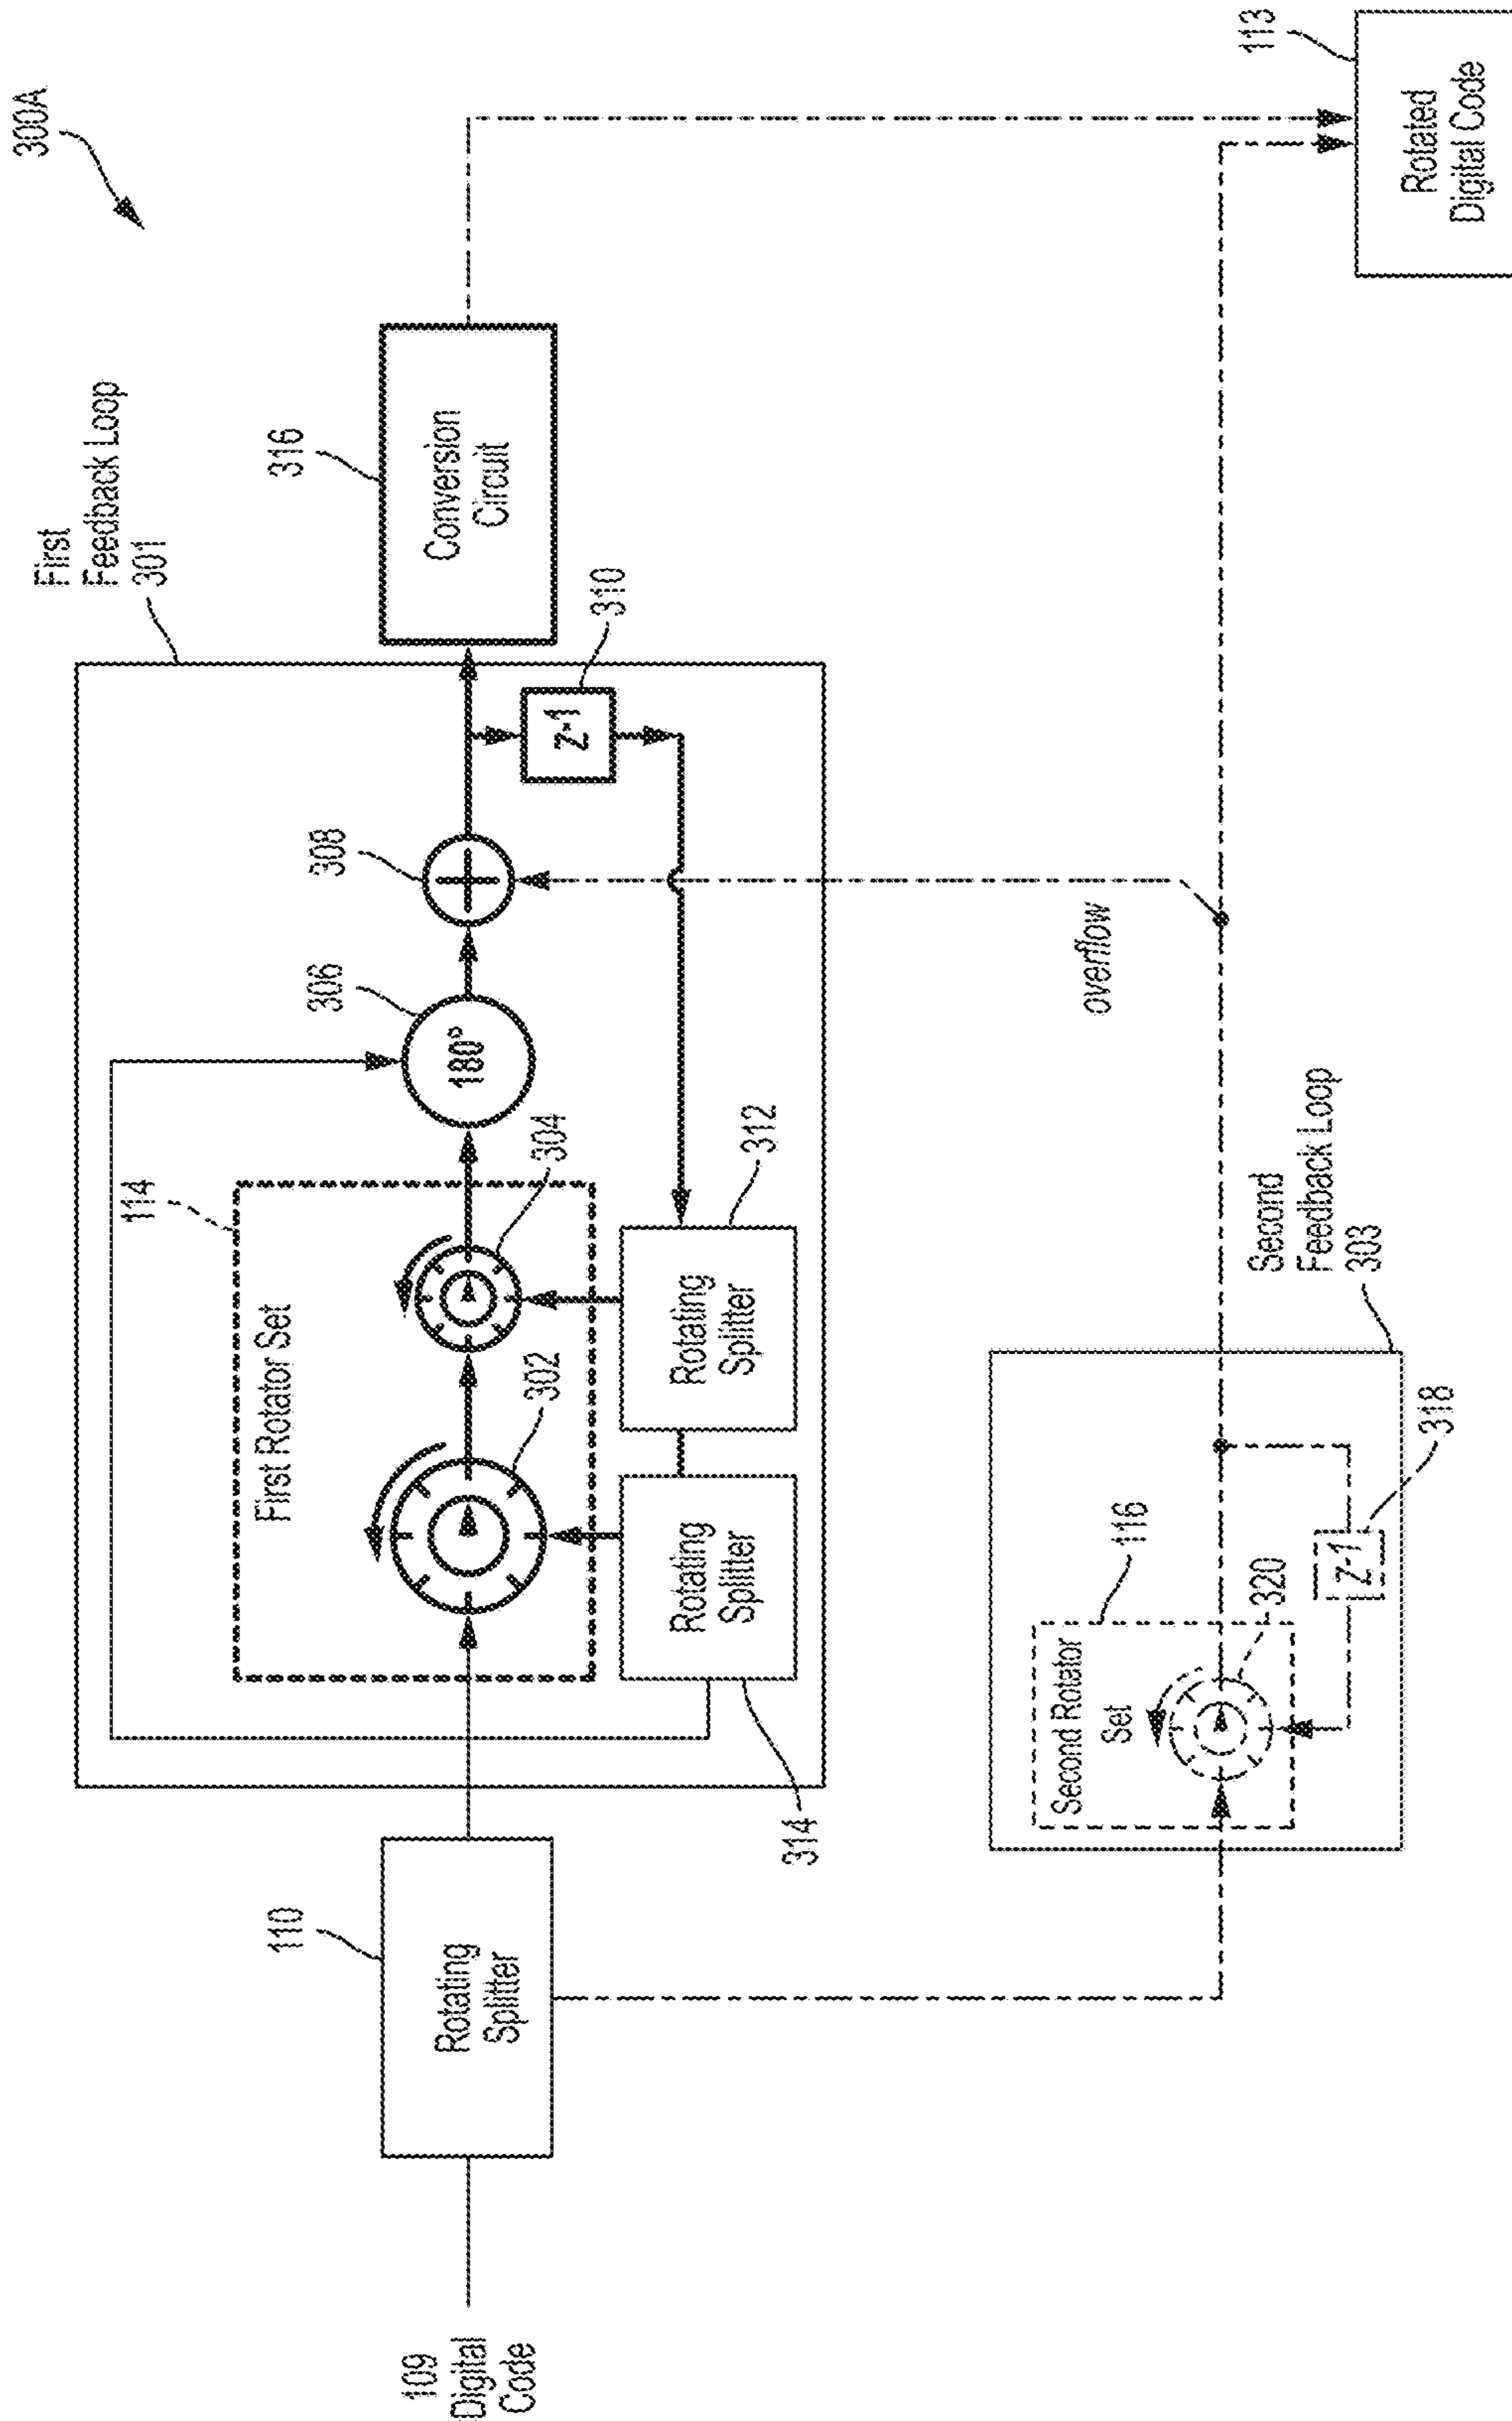 300A
First
Feedback Loop
301
114
First Rotator Set
302
304
306
180°
308
316
Conversion
Circuit
310
Z-1
109
Digital
Code
110
Rotating
Splitter
314
Rotating
Splitter
312
Rotating
Splitter
overflow
Second
Feedback Loop
303
116
Second Rotator
Set
320
Z-1
318
113
Rotated
Digital Code